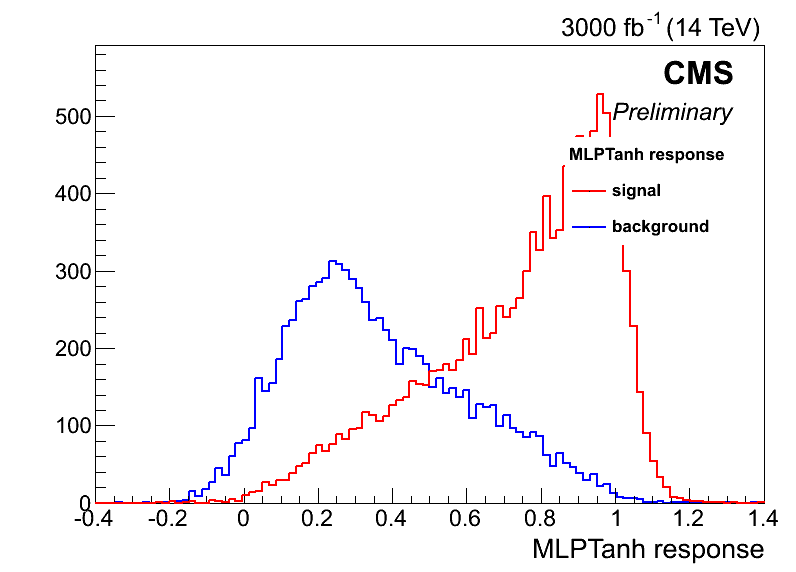 3000 fb⁻¹ (14 TeV)
CMS
Preliminary
MLPTanh response
signal
background
500
400
300
200
100
0
-0.4 -0.2 0 0.2 0.4 0.6 0.8 1 1.2 1.4
MLPTanh response